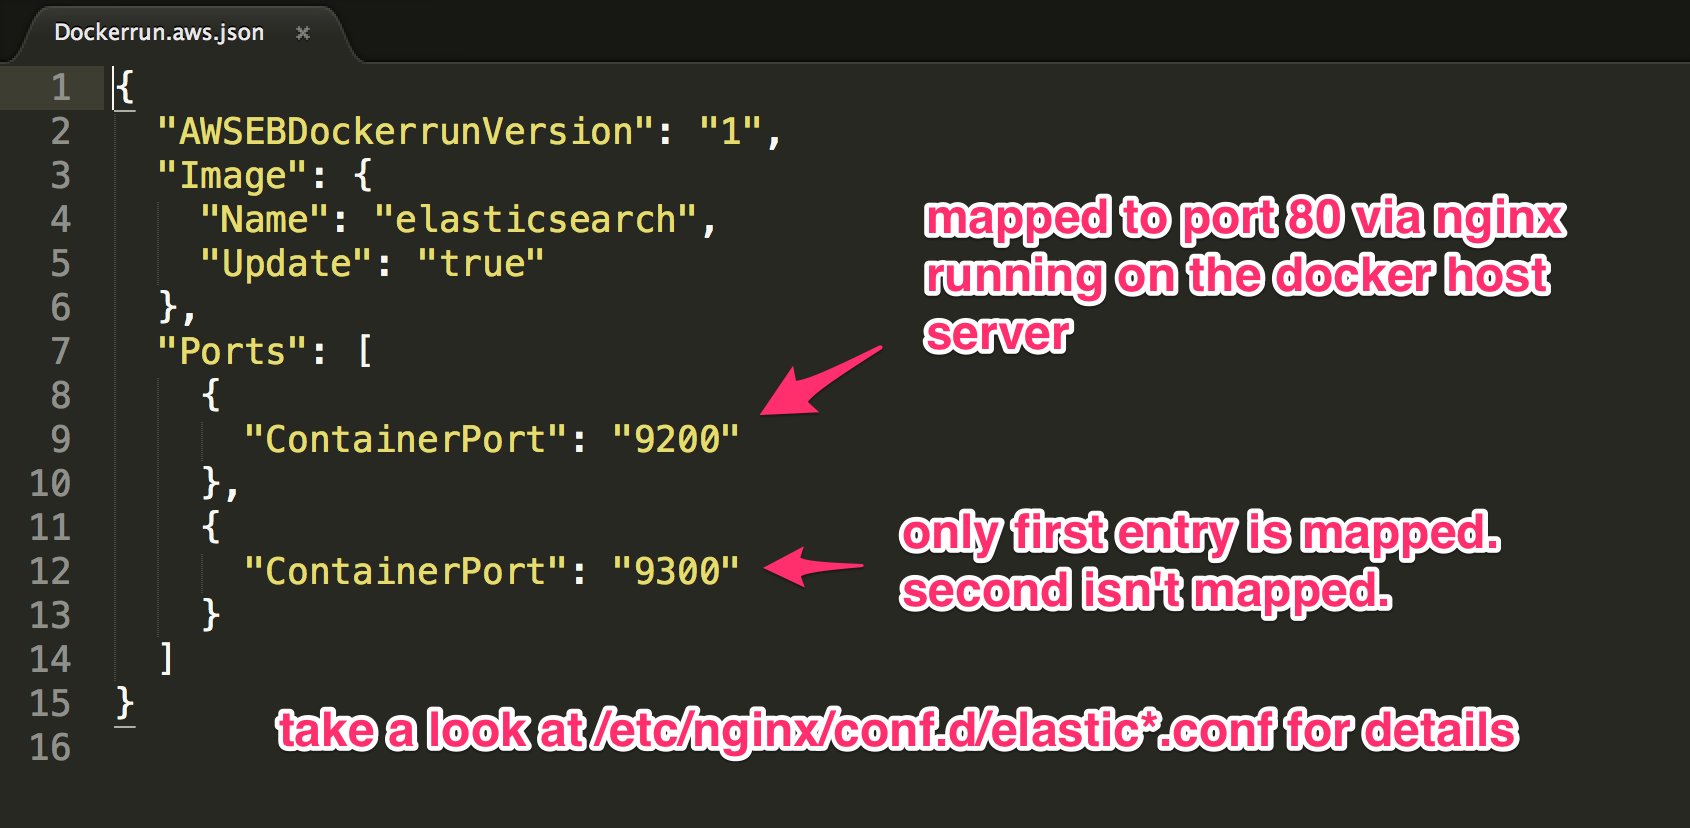 Dockerrun.aws.json ×
1 {
2 "AWSEBDockerrunVersion": "1",
3 "Image": {
4 "Name": "elasticsearch",
5 "Update": "true"
6 },
7 "Ports": [
8 {
9 "ContainerPort": "9200"
10 },
11 {
12 "ContainerPort": "9300"
13 }
14 ]
15 }
16
mapped to port 80 via nginx
running on the docker host
server
only first entry is mapped.
second isn't mapped.
take a look at /etc/nginx/conf.d/elastic*.conf for details